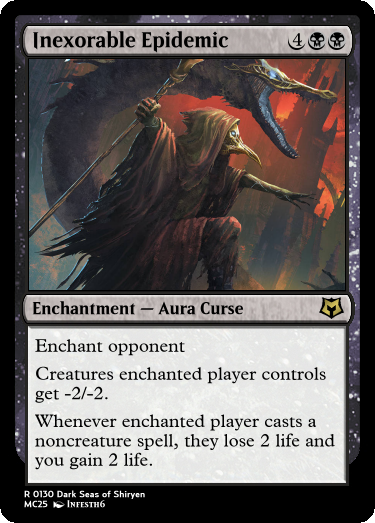 Inexorable Epidemic 4
Enchantment — Aura Curse
Enchant opponent
Creatures enchanted player controls
get -2/-2.
Whenever enchanted player casts a
noncreature spell, they lose 2 life and
you gain 2 life.
R 0130 Dark Seas of Shiryen
MC25 Infesth6